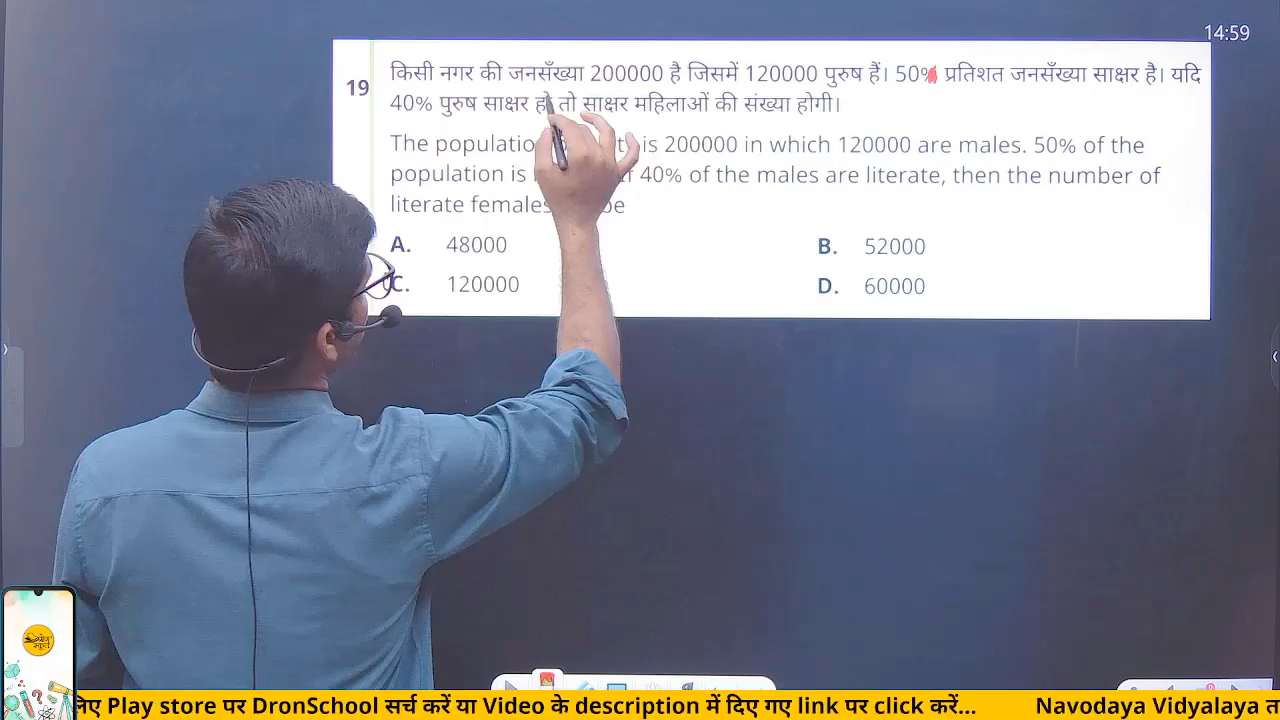 14:59
19
किसी नगर की जनसँख्या 200000 है जिसमें 120000 पुरुष हैं। 50% प्रतिशत जनसँख्या साक्षर है। यदि
40% पुरुष साक्षर हो तो साक्षर महिलाओं की संख्या होगी।
The is 200000 in which 120000 are males. 50% of the
population is 40% of the males are literate, then the number of
literate females be
A. 48000
B. 52000
C. 120000
D. 60000
Play store पर DronSchool सर्च करें या Video के description में दिए गए link पर click करें... Navodaya Vidyalaya